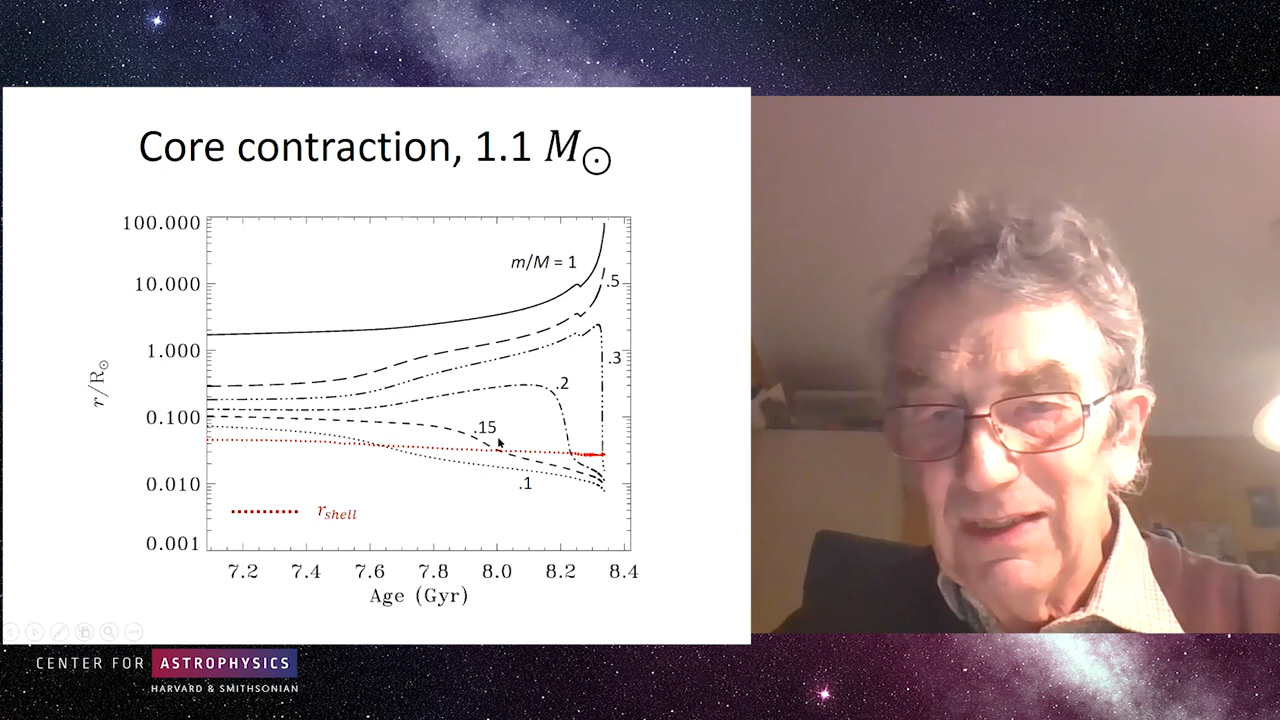 Core contraction, 1.1 M⊙
100.000
10.000
1.000
0.100
0.010
0.001
r/R⊙
m/M = 1
.5
.3
.2
.15
.1
r_shell
7.2 7.4 7.6 7.8 8.0 8.2 8.4
Age (Gyr)
CENTER FOR ASTROPHYSICS
HARVARD & SMITHSONIAN